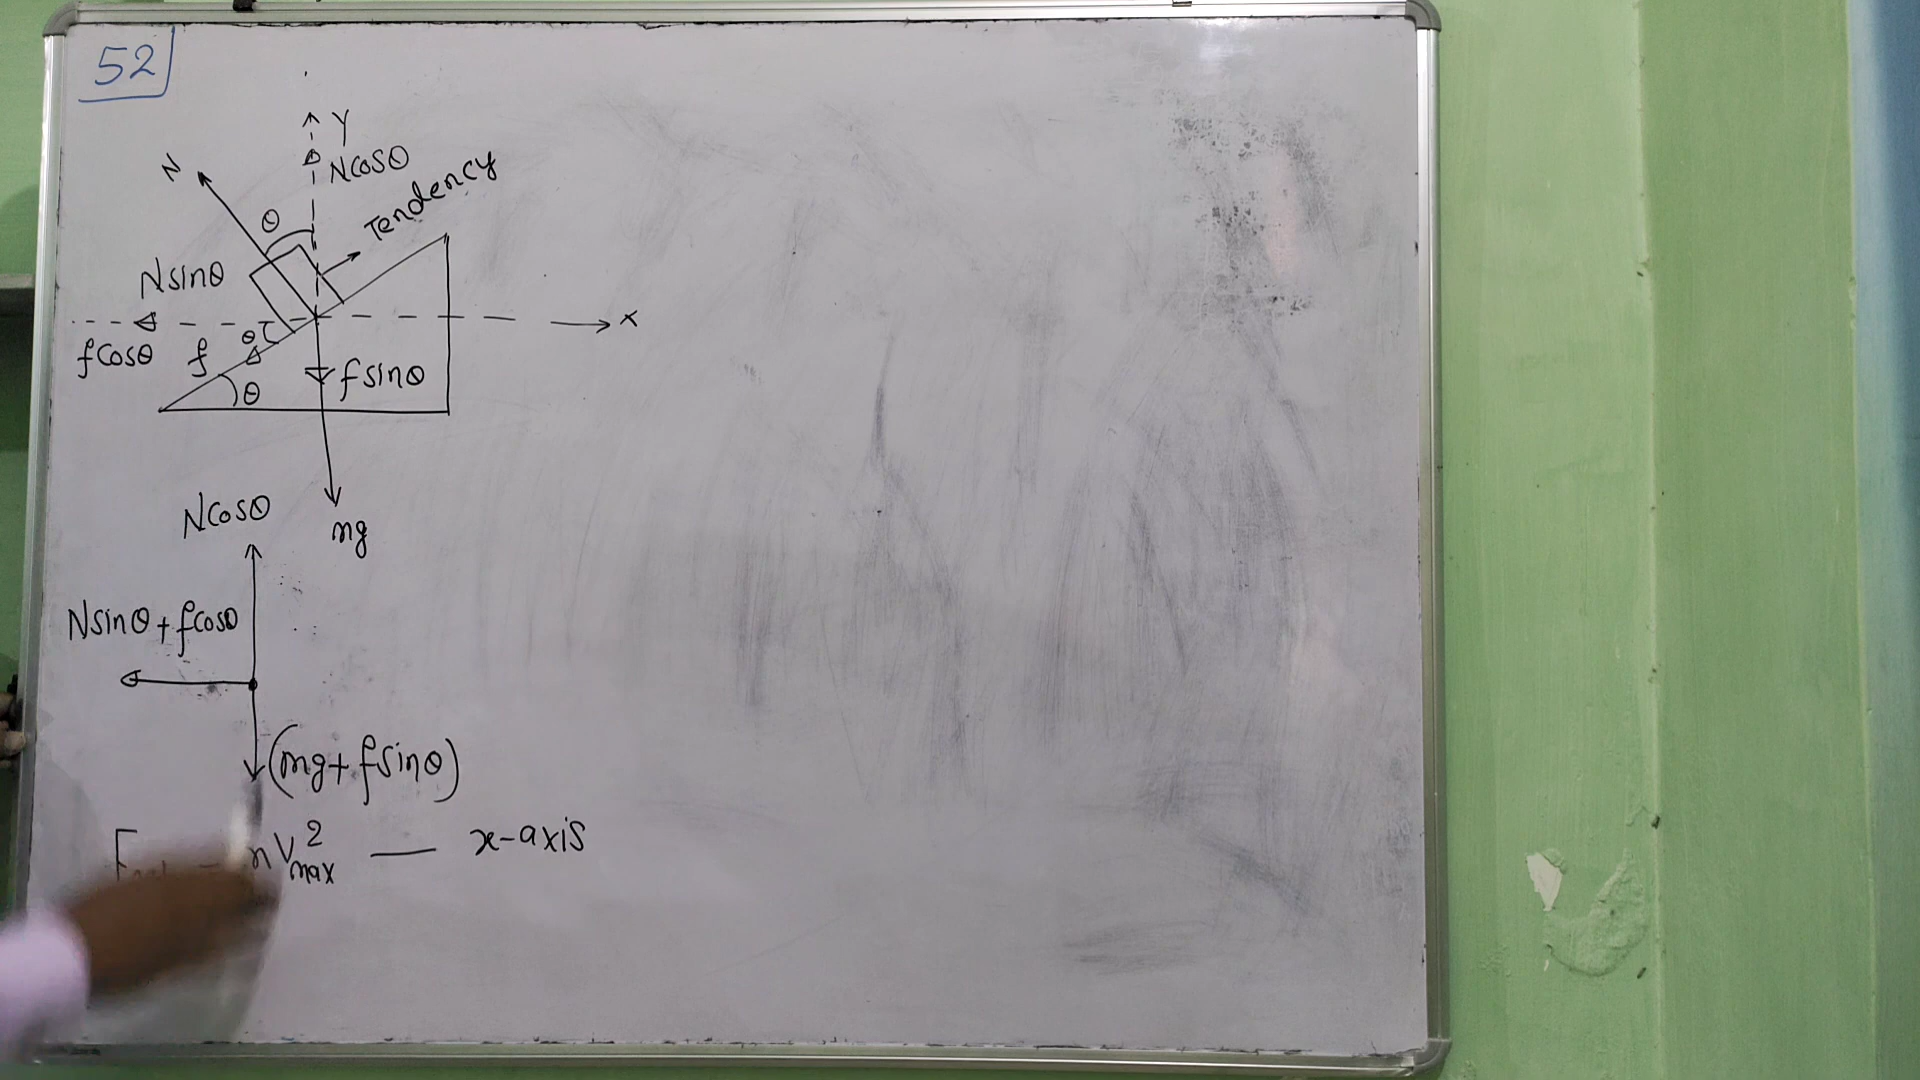 52
Y
NCosθ
N
Tendency
θ
Nsinθ
x
θ
fCosθ
f
fsinθ
θ
mg
NCosθ
Nsinθ + fcosθ
(mg + fsinθ)
V²max — x-axis